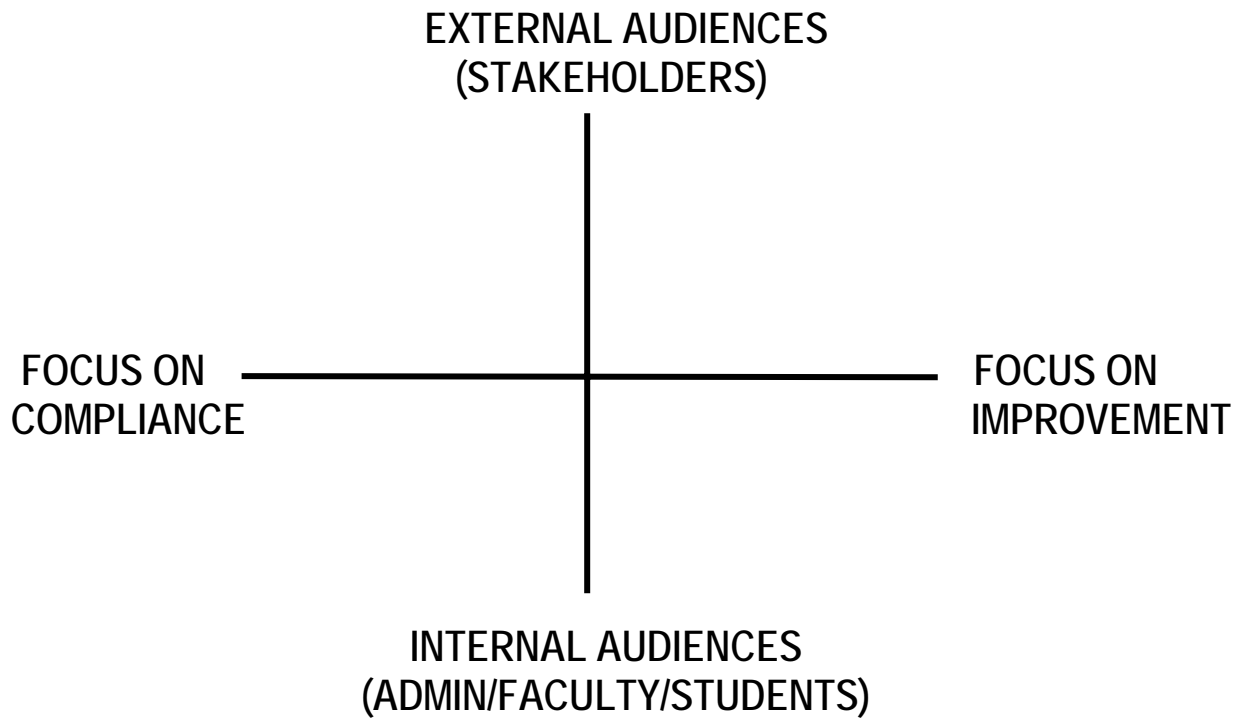 EXTERNAL AUDIENCES
(STAKEHOLDERS)
FOCUS ON
COMPLIANCE
FOCUS ON
IMPROVEMENT
INTERNAL AUDIENCES
(ADMIN/FACULTY/STUDENTS)